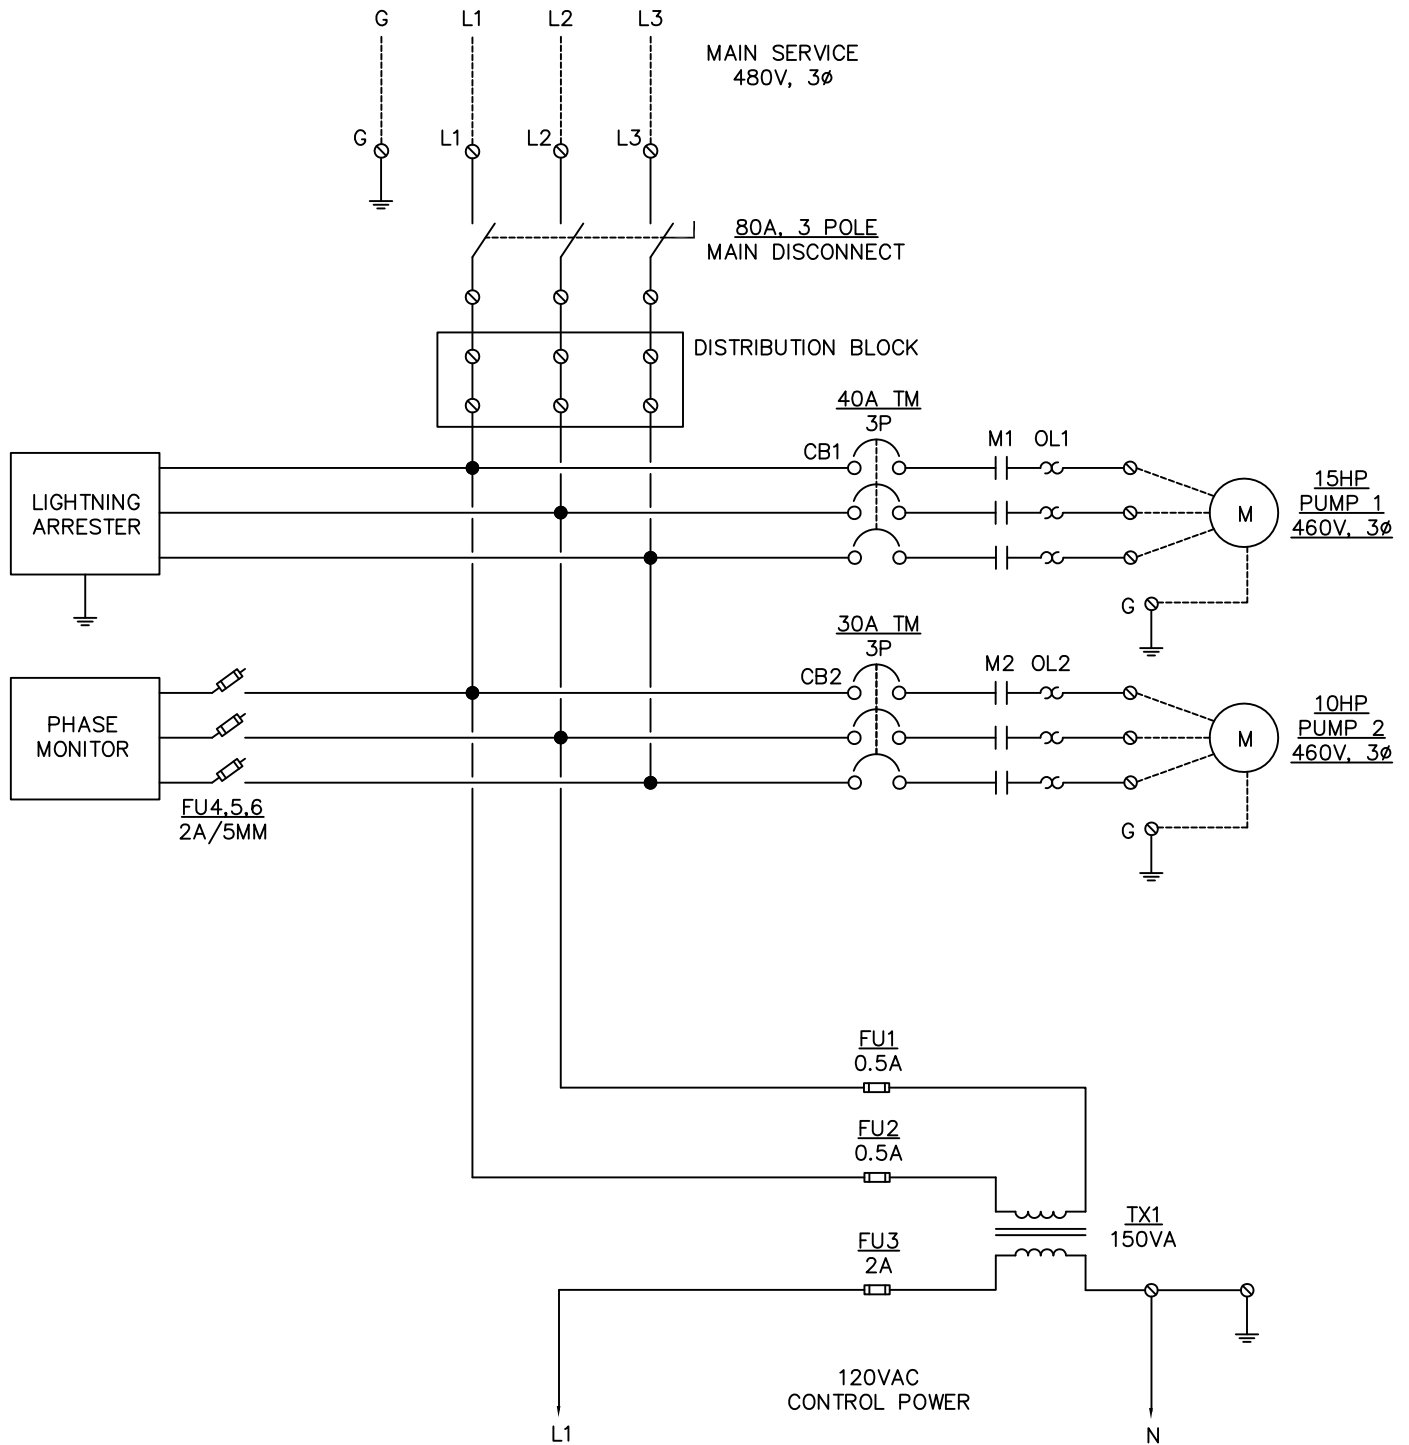 G
L1
L2
L3
MAIN SERVICE
480V, 3ø
G
L1
L2
L3
80A, 3 POLE
MAIN DISCONNECT
DISTRIBUTION BLOCK
40A TM
3P
CB1
M1
OL1
LIGHTNING
ARRESTER
M
15HP
PUMP 1
460V, 3ø
G
30A TM
3P
CB2
M2
OL2
PHASE
MONITOR
M
10HP
PUMP 2
460V, 3ø
FU4,5,6
2A/5MM
G
FU1
0.5A
FU2
0.5A
TX1
150VA
FU3
2A
120VAC
CONTROL POWER
L1
N